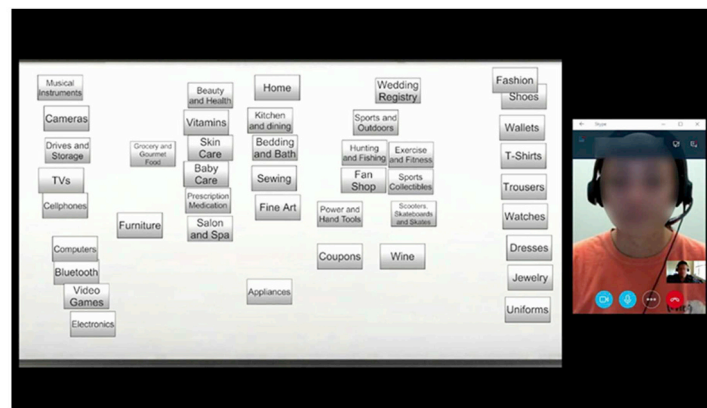 Musical
Instruments
Cameras
Drives and
Storage
TVs
Cellphones
Computers
Bluetooth
Video
Games
Electronics
Grocery and
Gourmet
Food
Furniture
Beauty
and Health
Vitamins
Skin
Care
Baby
Care
Prescription
Medication
Salon
and Spa
Home
Kitchen
and dining
Bedding
and Bath
Sewing
Fine Art
Appliances
Wedding
Registry
Sports and
Outdoors
Hunting
and Fishing
Exercise
and Fitness
Fan
Shop
Sports
Collectibles
Power and
Hand Tools
Scooters,
Skateboards
and Skates
Coupons
Wine
Fashion
Shoes
Wallets
T-Shirts
Trousers
Watches
Dresses
Jewelry
Uniforms
Skype